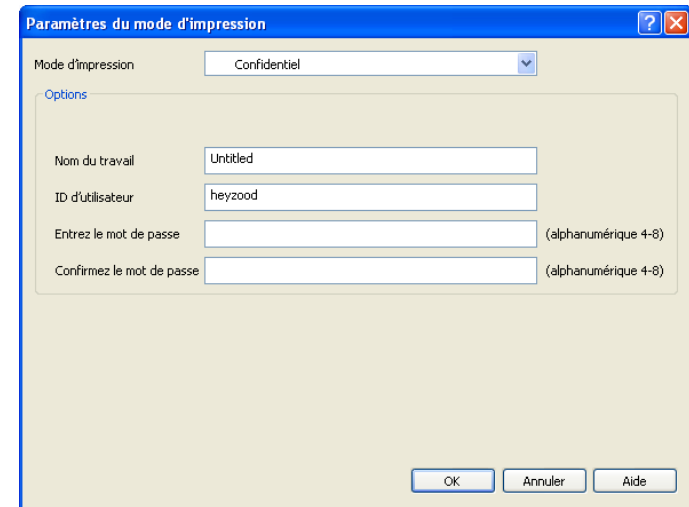 Paramètres du mode d'impression
Mode d'impression Confidentiel
Options
Nom du travail Untitled
ID d'utilisateur heyzood
Entrez le mot de passe (alphanumérique 4-8)
Confirmez le mot de passe (alphanumérique 4-8)
OK Annuler Aide